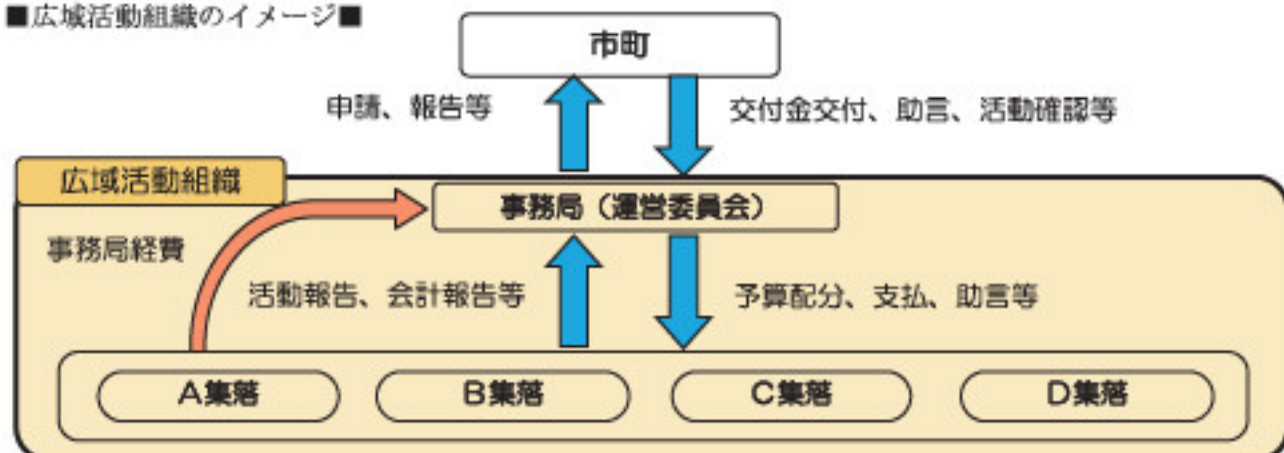 ■広域活動組織のイメージ■
市町
申請、報告等
交付金交付、助言、活動確認等
広域活動組織
事務局（運営委員会）
事務局経費
活動報告、会計報告等
予算配分、支払、助言等
A集落
B集落
C集落
D集落